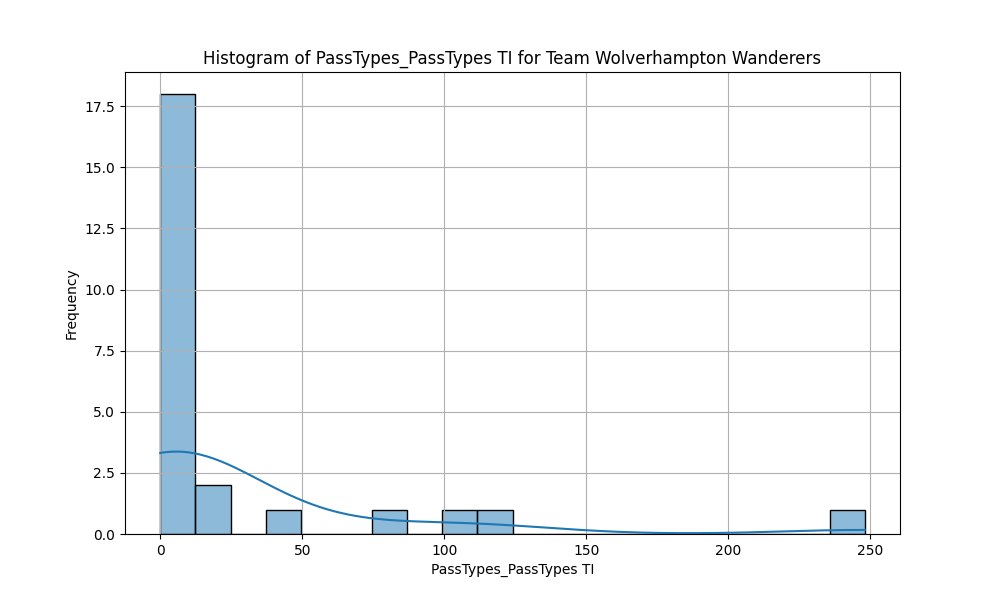 Histogram of PassTypes_PassTypes TI for Team Wolverhampton Wanderers
17.5
15.0
12.5
10.0
7.5
5.0
2.5
0.0
Frequency
0 50 100 150 200 250
PassTypes_PassTypes TI